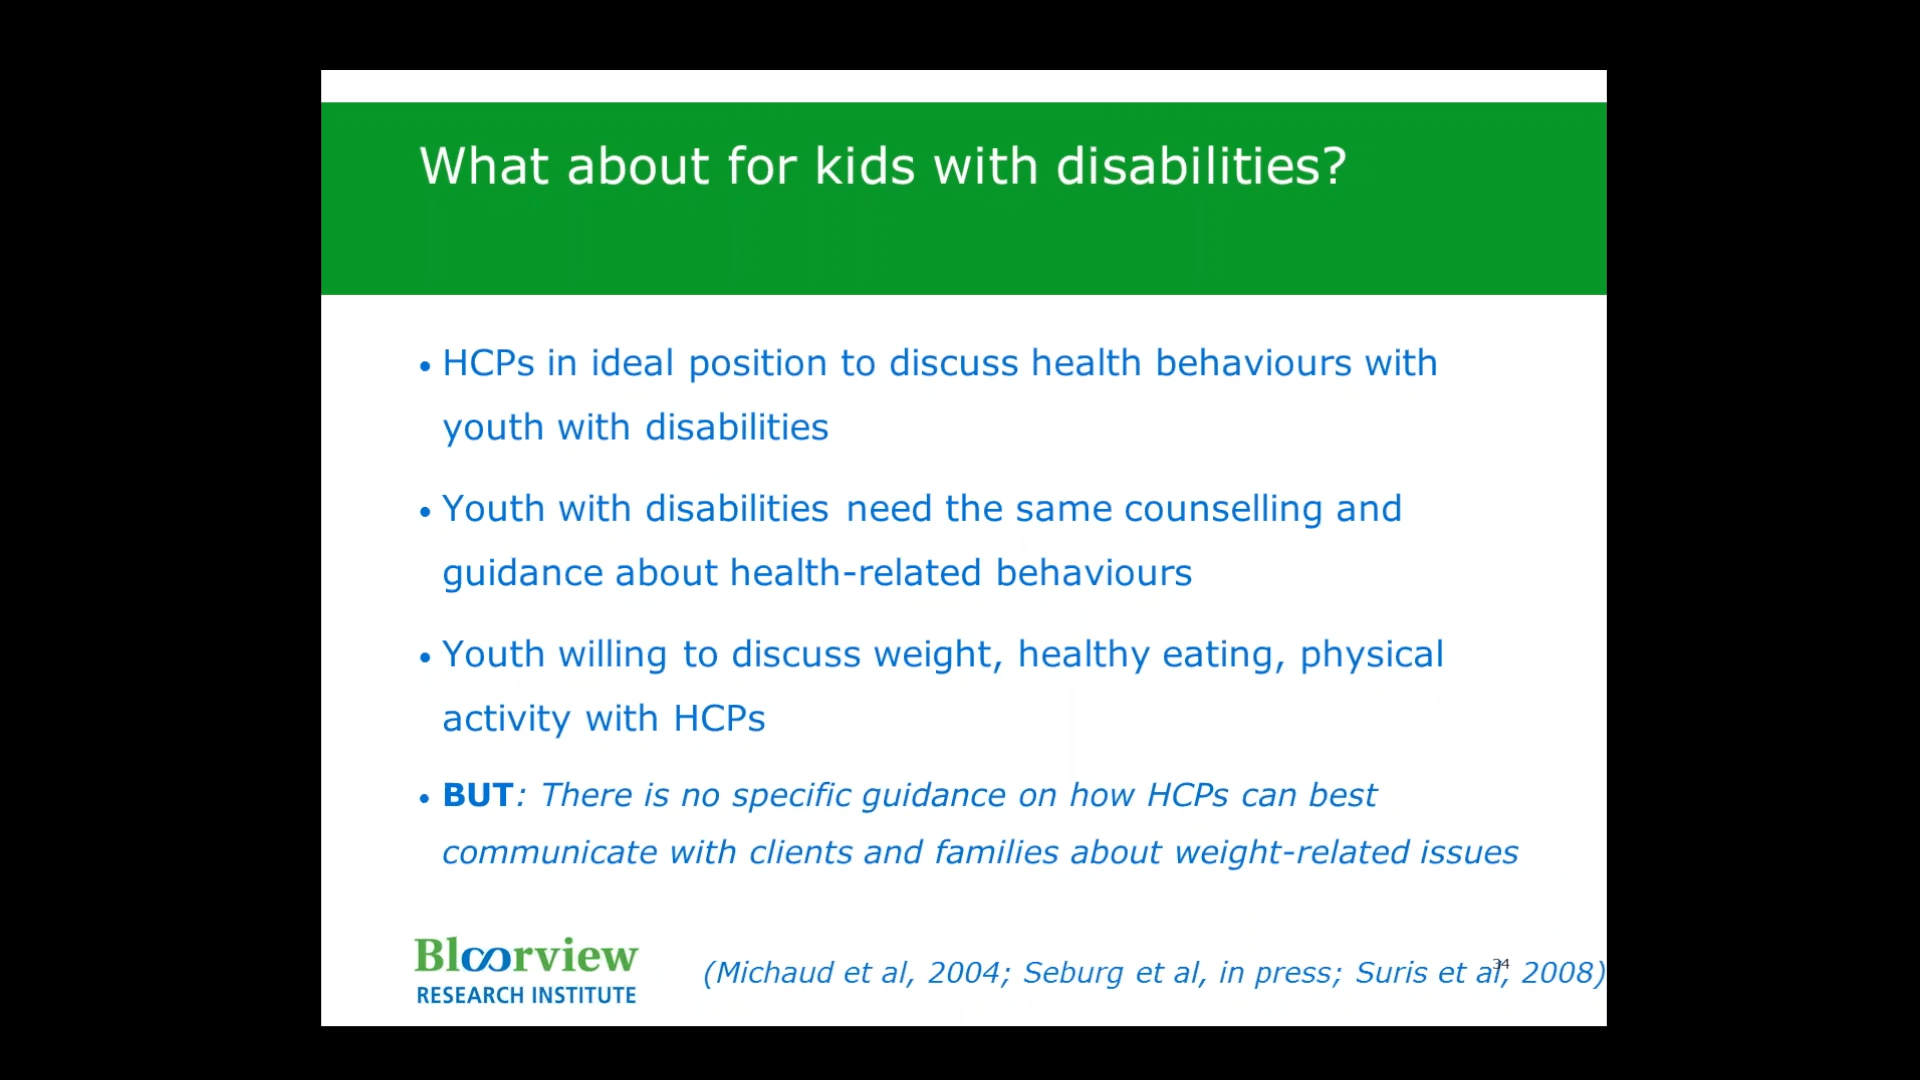 What about for kids with disabilities?
• HCPs in ideal position to discuss health behaviours with
youth with disabilities
• Youth with disabilities need the same counselling and
guidance about health-related behaviours
• Youth willing to discuss weight, healthy eating, physical
activity with HCPs
• BUT: There is no specific guidance on how HCPs can best
communicate with clients and families about weight-related issues
Bloorview
RESEARCH INSTITUTE
(Michaud et al, 2004; Seburg et al, in press; Suris et al, 2008)
34